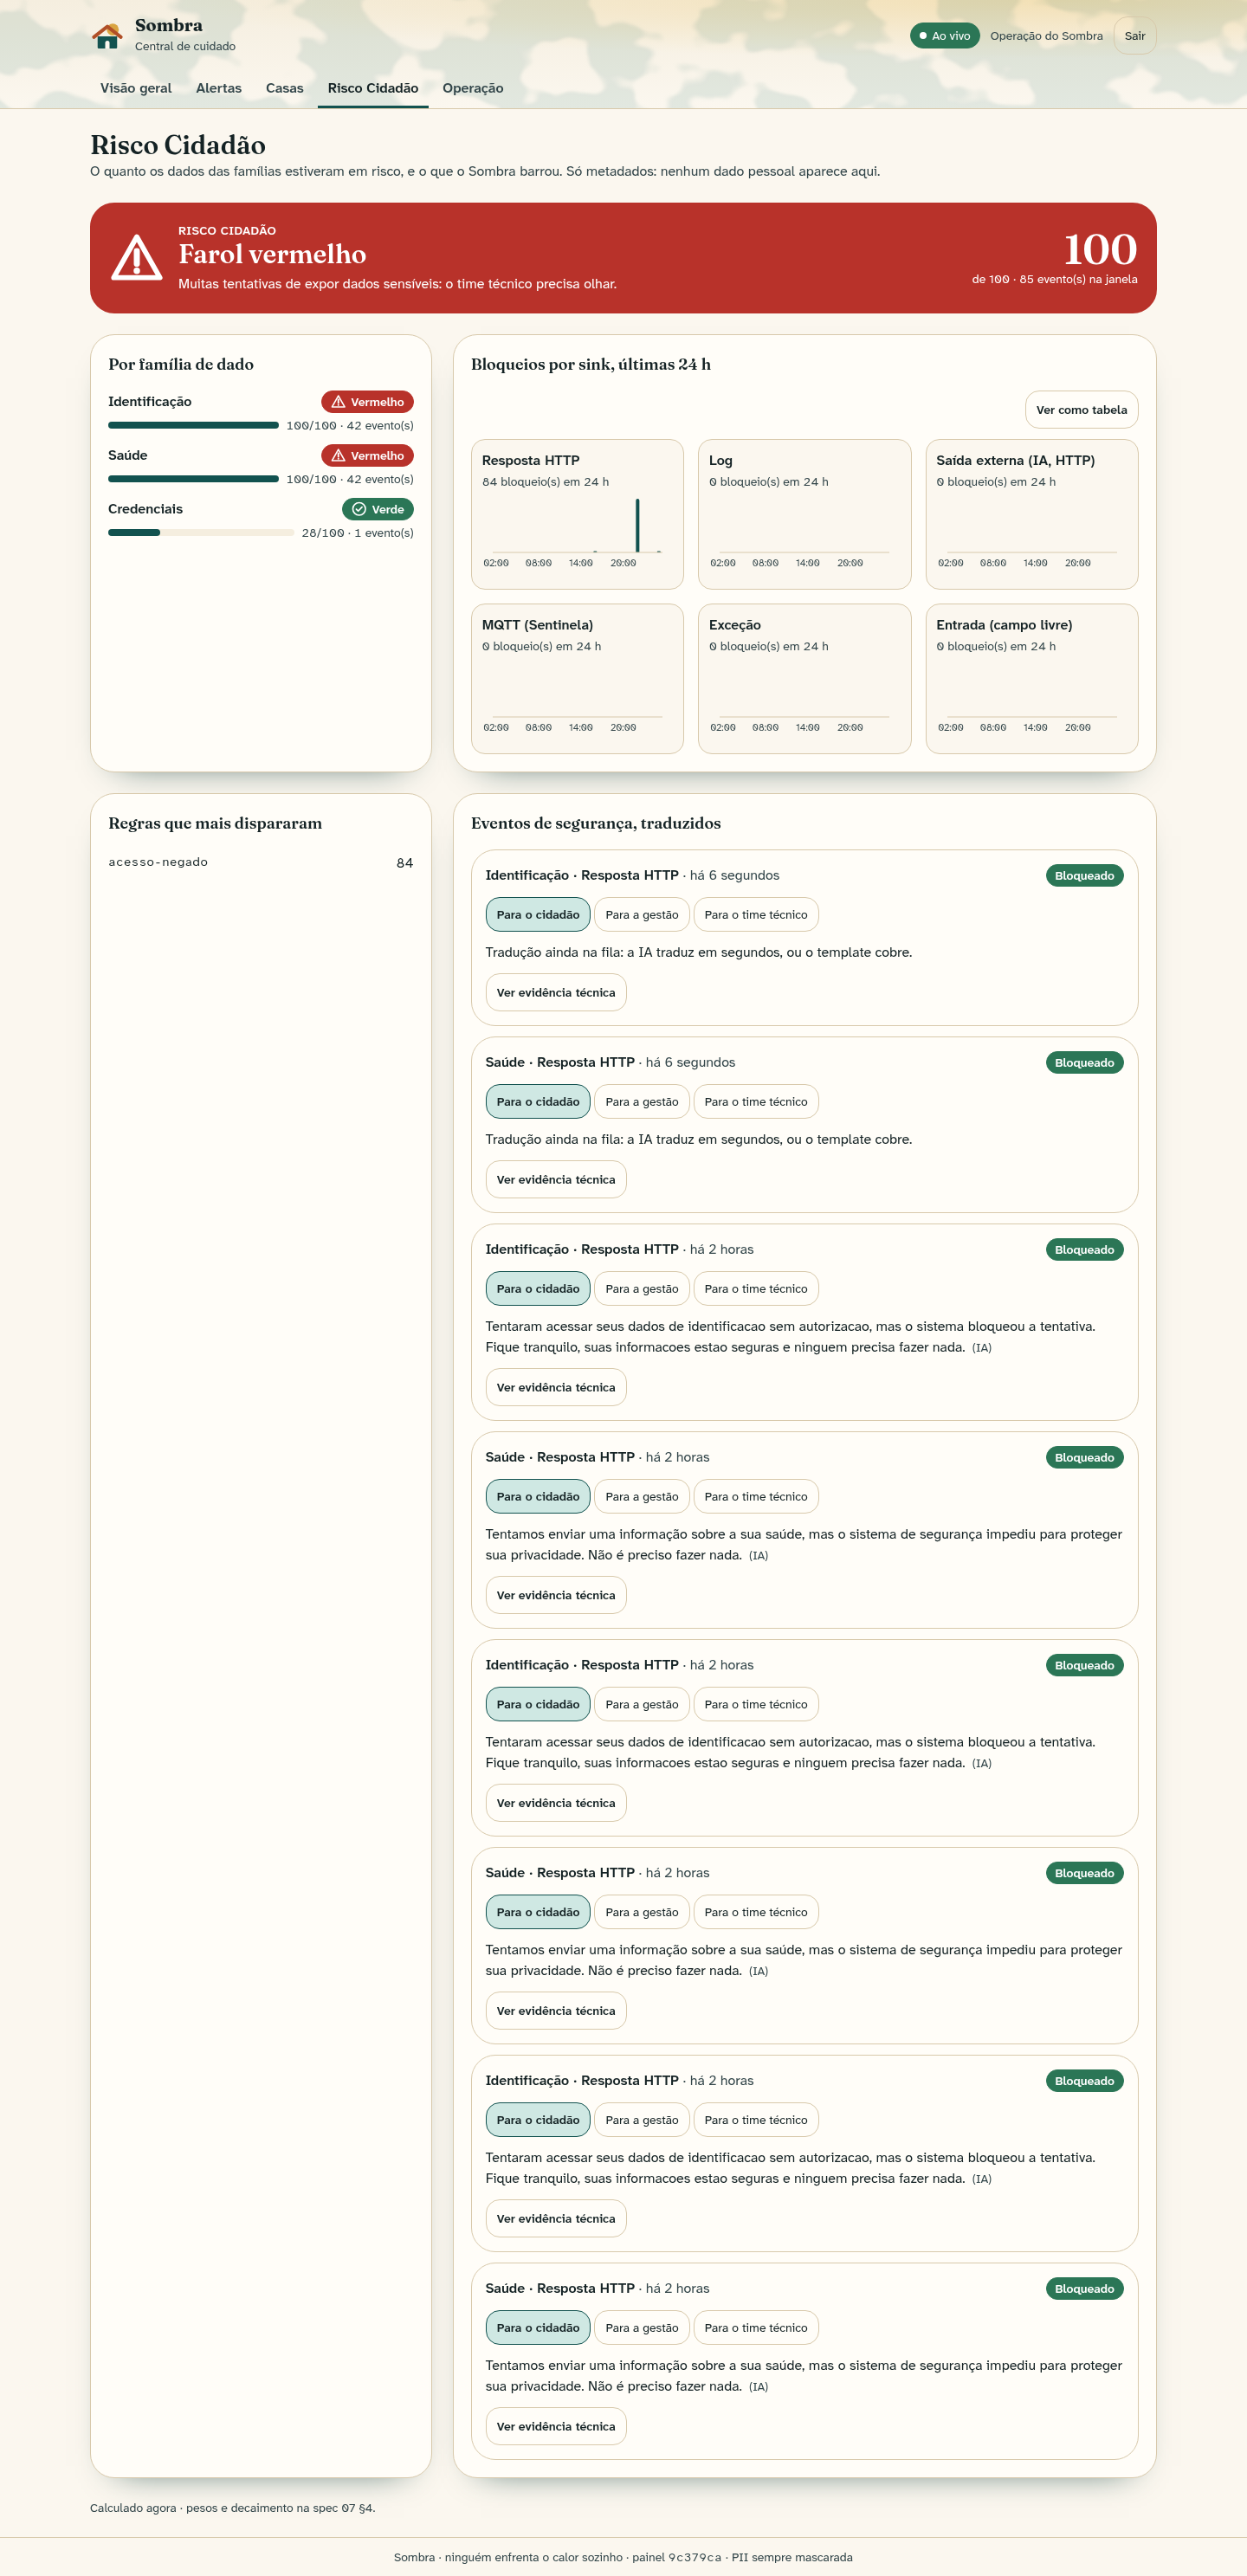 Sombra
Central de cuidado
Ao vivo
Operação do Sombra
Sair
Visão geral
Alertas
Casas
Risco Cidadão
Operação
Risco Cidadão
O quanto os dados das famílias estiveram em risco, e o que o Sombra barrou. Só metadados: nenhum dado pessoal aparece aqui.
RISCO CIDADÃO
Farol vermelho
Muitas tentativas de expor dados sensíveis: o time técnico precisa olhar.
100
de 100 · 85 evento(s) na janela
Por família de dado
Identificação
Vermelho
100/100 · 42 evento(s)
Saúde
Vermelho
100/100 · 42 evento(s)
Credenciais
Verde
28/100 · 1 evento(s)
Bloqueios por sink, últimas 24 h
Ver como tabela
Resposta HTTP
84 bloqueio(s) em 24 h
02:00 08:00 14:00 20:00
Log
0 bloqueio(s) em 24 h
02:00 08:00 14:00 20:00
Saída externa (IA, HTTP)
0 bloqueio(s) em 24 h
02:00 08:00 14:00 20:00
MQTT (Sentinela)
0 bloqueio(s) em 24 h
02:00 08:00 14:00 20:00
Exceção
0 bloqueio(s) em 24 h
02:00 08:00 14:00 20:00
Entrada (campo livre)
0 bloqueio(s) em 24 h
02:00 08:00 14:00 20:00
Regras que mais dispararam
acesso-negado 84
Eventos de segurança, traduzidos
Identificação · Resposta HTTP · há 6 segundos
Bloqueado
Para o cidadão
Para a gestão
Para o time técnico
Tradução ainda na fila: a IA traduz em segundos, ou o template cobre.
Ver evidência técnica
Saúde · Resposta HTTP · há 6 segundos
Bloqueado
Para o cidadão
Para a gestão
Para o time técnico
Tradução ainda na fila: a IA traduz em segundos, ou o template cobre.
Ver evidência técnica
Identificação · Resposta HTTP · há 2 horas
Bloqueado
Para o cidadão
Para a gestão
Para o time técnico
Tentaram acessar seus dados de identificacao sem autorizacao, mas o sistema bloqueou a tentativa.
Fique tranquilo, suas informacoes estao seguras e ninguem precisa fazer nada. (IA)
Ver evidência técnica
Saúde · Resposta HTTP · há 2 horas
Bloqueado
Para o cidadão
Para a gestão
Para o time técnico
Tentamos enviar uma informação sobre a sua saúde, mas o sistema de segurança impediu para proteger
sua privacidade. Não é preciso fazer nada. (IA)
Ver evidência técnica
Identificação · Resposta HTTP · há 2 horas
Bloqueado
Para o cidadão
Para a gestão
Para o time técnico
Tentaram acessar seus dados de identificacao sem autorizacao, mas o sistema bloqueou a tentativa.
Fique tranquilo, suas informacoes estao seguras e ninguem precisa fazer nada. (IA)
Ver evidência técnica
Saúde · Resposta HTTP · há 2 horas
Bloqueado
Para o cidadão
Para a gestão
Para o time técnico
Tentamos enviar uma informação sobre a sua saúde, mas o sistema de segurança impediu para proteger
sua privacidade. Não é preciso fazer nada. (IA)
Ver evidência técnica
Identificação · Resposta HTTP · há 2 horas
Bloqueado
Para o cidadão
Para a gestão
Para o time técnico
Tentaram acessar seus dados de identificacao sem autorizacao, mas o sistema bloqueou a tentativa.
Fique tranquilo, suas informacoes estao seguras e ninguem precisa fazer nada. (IA)
Ver evidência técnica
Saúde · Resposta HTTP · há 2 horas
Bloqueado
Para o cidadão
Para a gestão
Para o time técnico
Tentamos enviar uma informação sobre a sua saúde, mas o sistema de segurança impediu para proteger
sua privacidade. Não é preciso fazer nada. (IA)
Ver evidência técnica
Calculado agora · pesos e decaimento na spec 07 §4.
Sombra · ninguém enfrenta o calor sozinho · painel 9c379ca · PII sempre mascarada